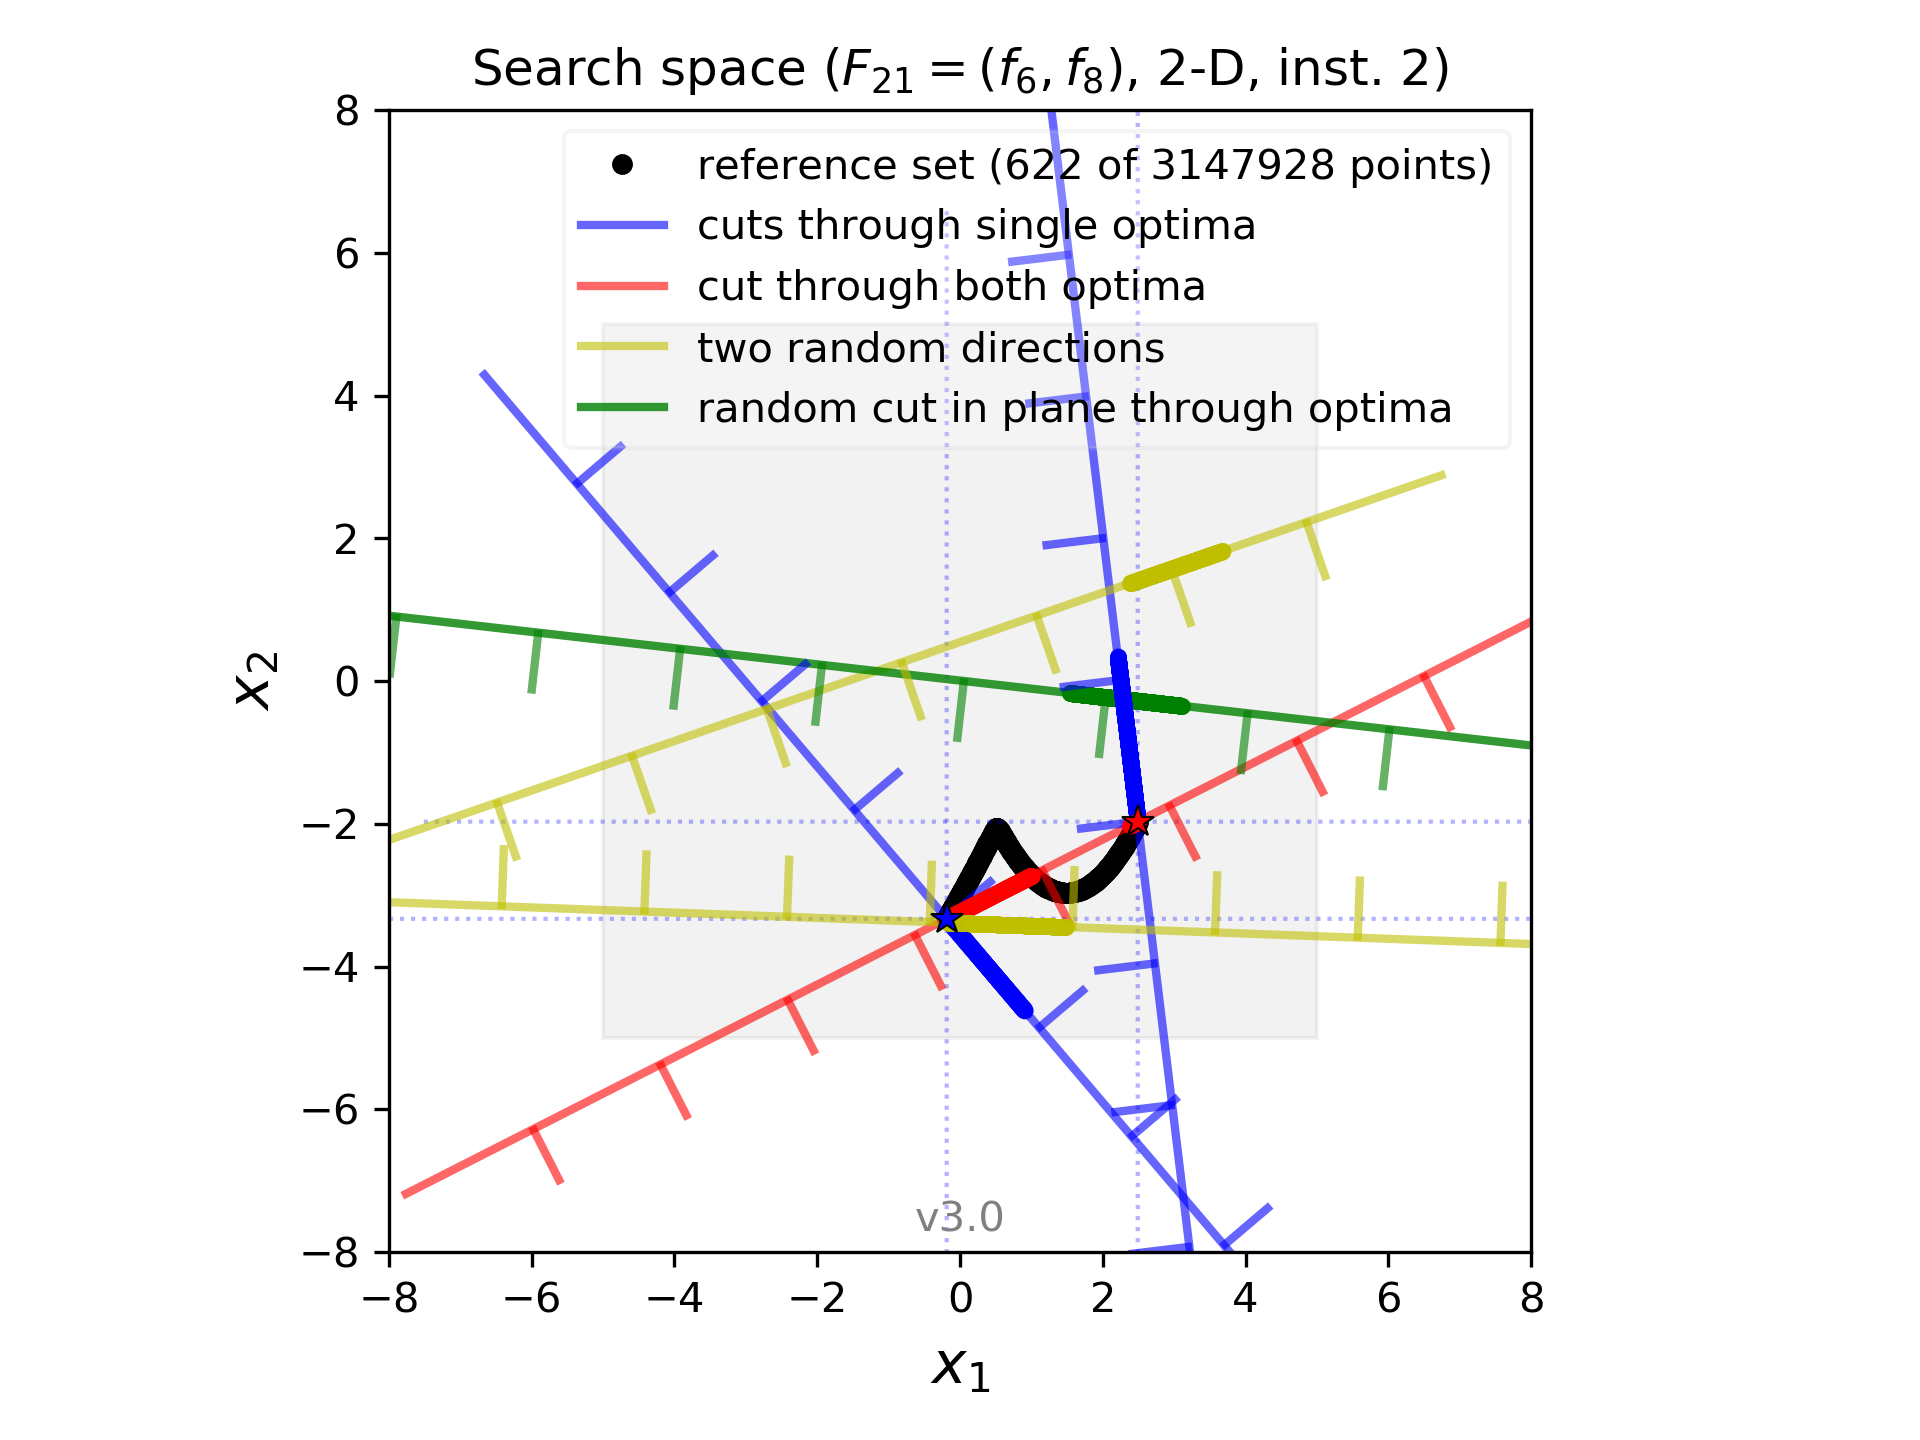 Search space (F21 = (f6, f8), 2-D, inst. 2)
reference set (622 of 3147928 points)
cuts through single optima
cut through both optima
two random directions
random cut in plane through optima
8
6
4
2
0
−2
−4
−6
−8
x2
v3.0
−8 −6 −4 −2 0 2 4 6 8
x1